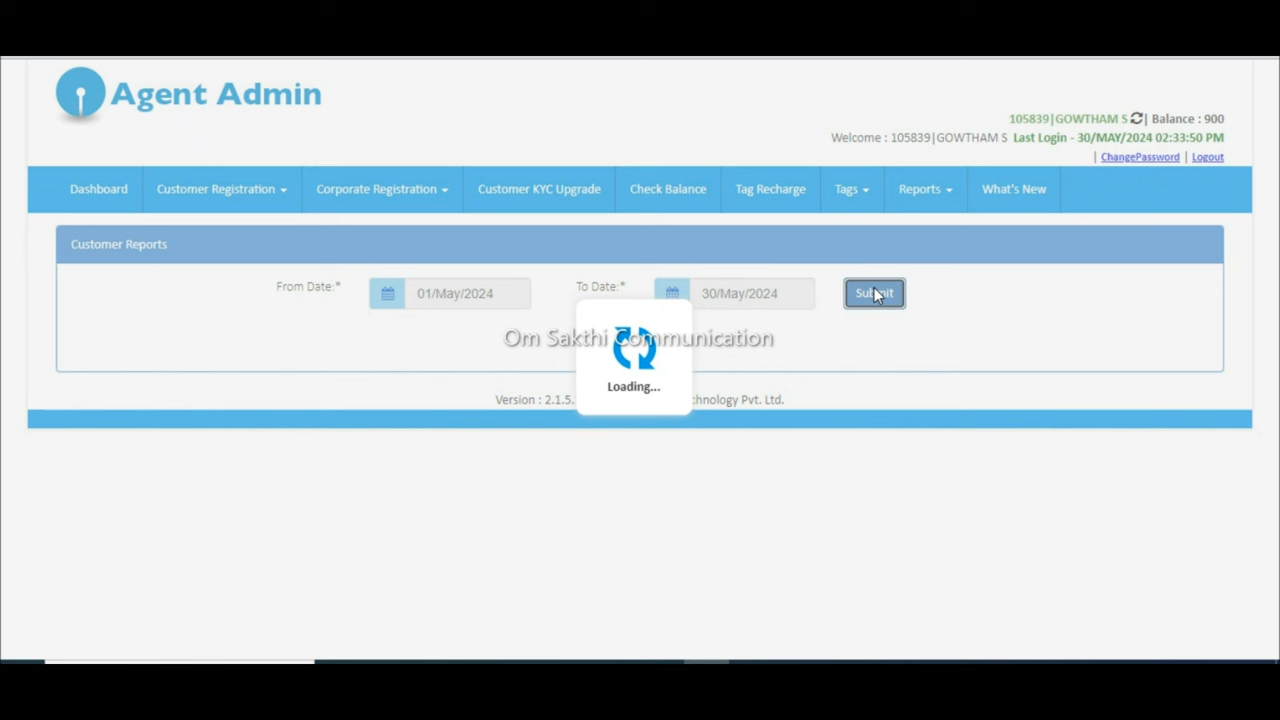 Agent Admin
105839|GOWTHAM S | Balance : 900
Welcome : 105839|GOWTHAM S Last Login - 30/MAY/2024 02:33:50 PM
| ChangePassword | Logout
Dashboard Customer Registration Corporate Registration Customer KYC Upgrade Check Balance Tag Recharge Tags Reports What's New
Customer Reports
From Date:* 01/May/2024 To Date:* 30/May/2024 Submit
Om Sakthi Communication
Loading...
Version : 2.1.5. Pvt. Ltd.